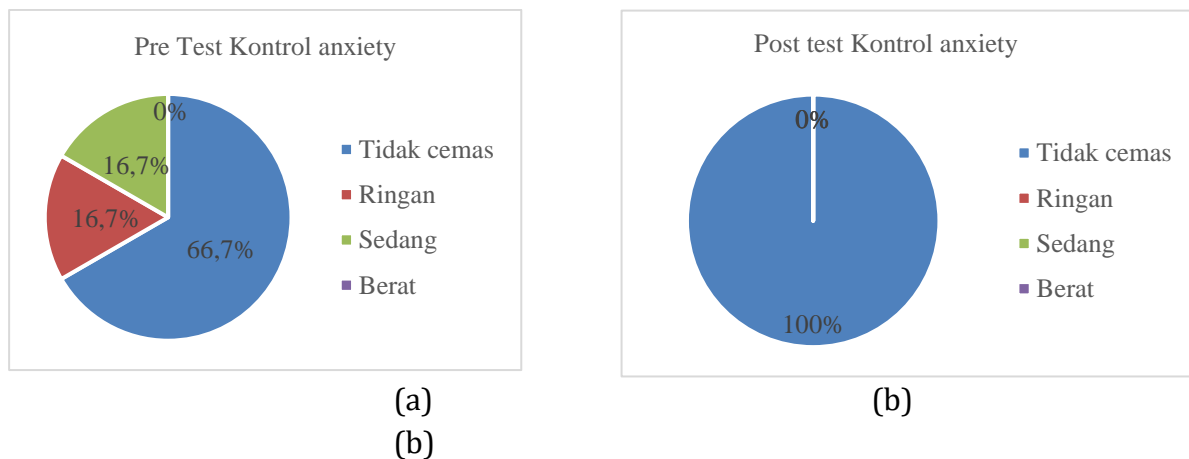 Pre Test Kontrol anxiety
0%
16,7%
16,7%
66,7%
Tidak cemas
Ringan
Sedang
Berat
(a)
(b)
Post test Kontrol anxiety
0%
100%
Tidak cemas
Ringan
Sedang
Berat
(b)